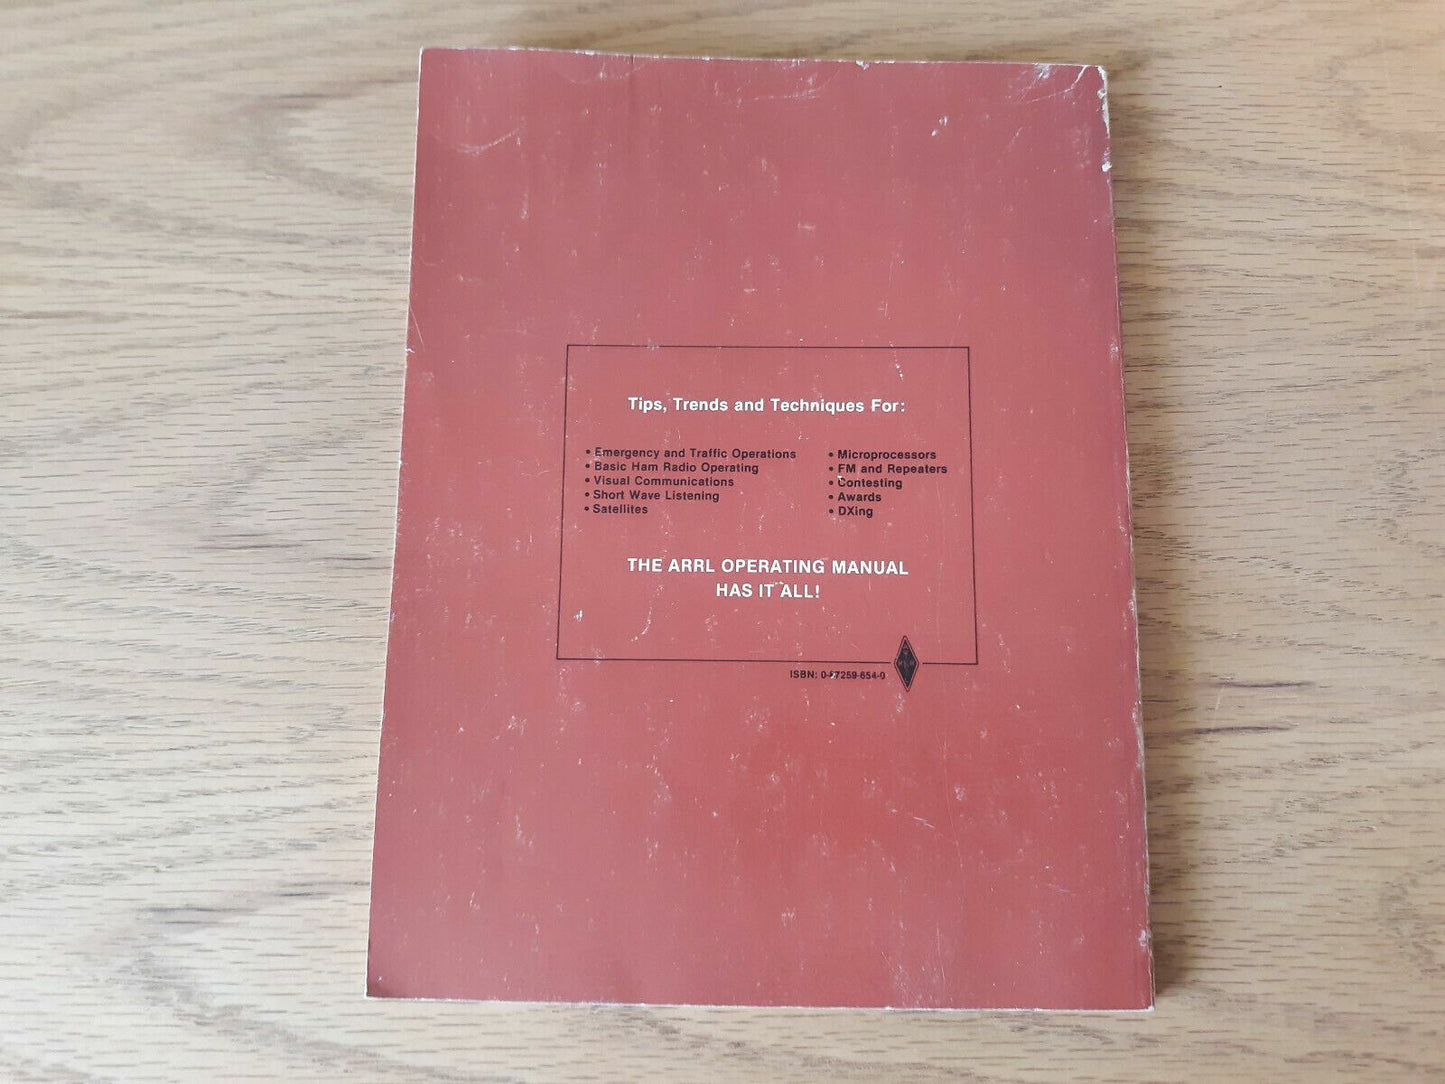 Tips, Trends and Techniques For:
• Emergency and Traffic Operations
• Basic Ham Radio Operating
• Visual Communications
• Short Wave Listening
• Satellites
• Microprocessors
• FM and Repeaters
• Contesting
• Awards
• DXing
THE ARRL OPERATING MANUAL
HAS IT ALL!
ISBN: 0-87259-654-0